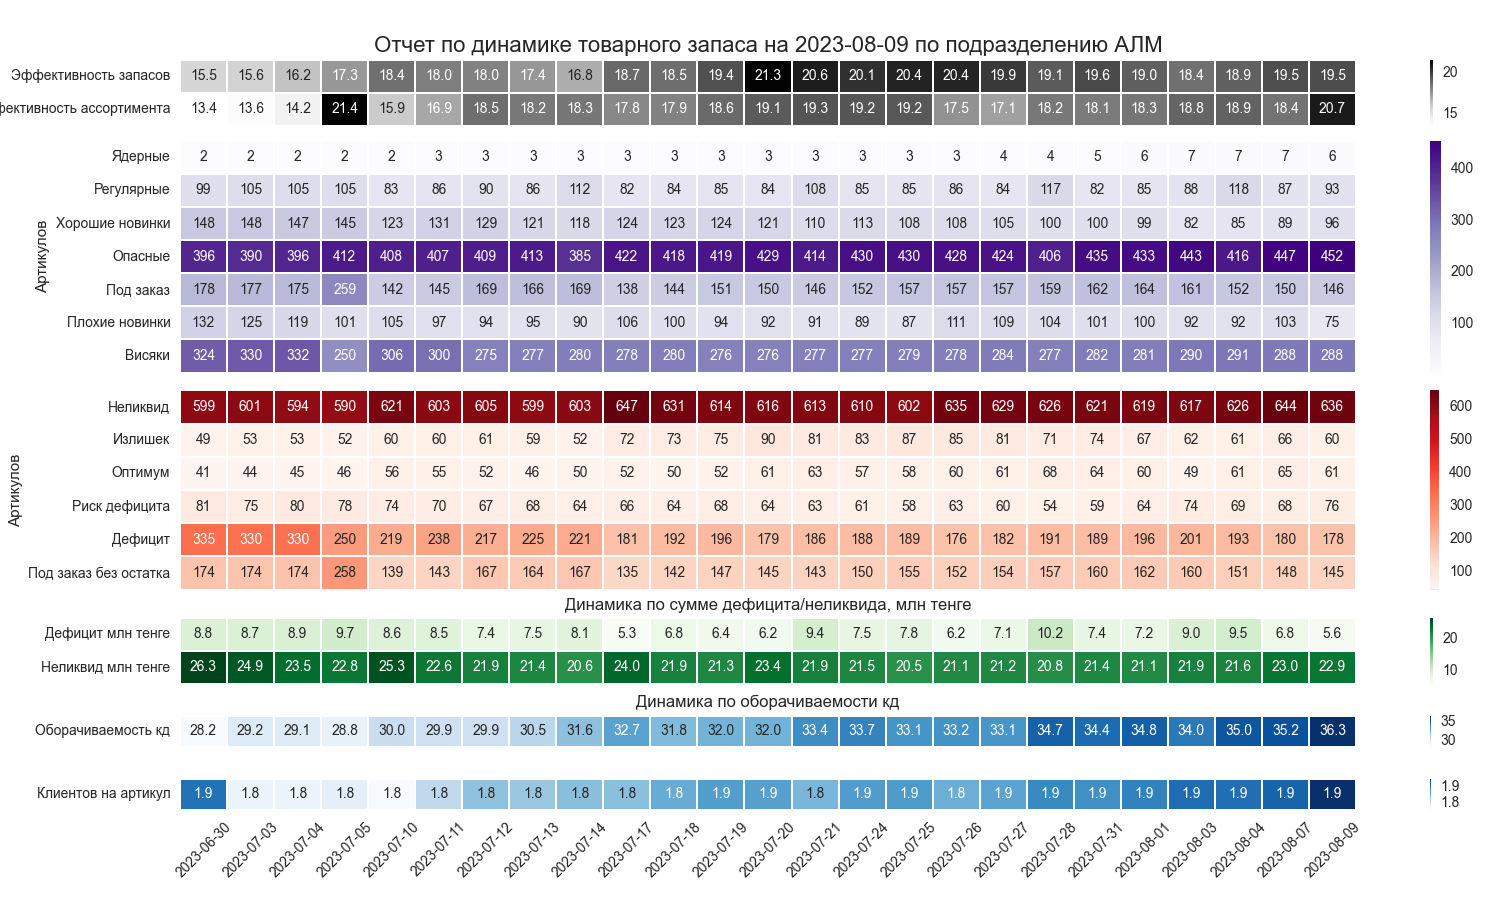 Отчет по динамике товарного запаса на 2023-08-09 по подразделению АЛМ
Эффективность запасов 15.5 15.6 16.2 17.3 18.4 18.0 18.0 17.4 16.8 18.7 18.5 19.4 21.3 20.6 20.1 20.4 20.4 19.9 19.1 19.6 19.0 18.4 18.9 19.5 19.5
фективность ассортимента 13.4 13.6 14.2 21.4 15.9 16.9 18.5 18.2 18.3 17.8 17.9 18.6 19.1 19.3 19.2 19.2 17.5 17.1 18.2 18.1 18.3 18.8 18.9 18.4 20.7
20
15
Артикулов
Ядерные 2 2 2 2 2 3 3 3 3 3 3 3 3 3 3 3 3 4 4 5 6 7 7 7 6
Регулярные 99 105 105 105 83 86 90 86 112 82 84 85 84 108 85 85 86 84 117 82 85 88 118 87 93
Хорошие новинки 148 148 147 145 123 131 129 121 118 124 123 124 121 110 113 108 108 105 100 100 99 82 85 89 96
Опасные 396 390 396 412 408 407 409 413 385 422 418 419 429 414 430 430 428 424 406 435 433 443 416 447 452
Под заказ 178 177 175 259 142 145 169 166 169 138 144 151 150 146 152 157 157 157 159 162 164 161 152 150 146
Плохие новинки 132 125 119 101 105 97 94 95 90 106 100 94 92 91 89 87 111 109 104 101 100 92 92 103 75
Висяки 324 330 332 250 306 300 275 277 280 278 280 276 276 277 277 279 278 284 277 282 281 290 291 288 288
400
300
200
100
Артикулов
Неликвид 599 601 594 590 621 603 605 599 603 647 631 614 616 613 610 602 635 629 626 621 619 617 626 644 636
Излишек 49 53 53 52 60 60 61 59 52 72 73 75 90 81 83 87 85 81 71 74 67 62 61 66 60
Оптимум 41 44 45 46 56 55 52 46 50 52 50 52 61 63 57 58 60 61 68 64 60 49 61 65 61
Риск дефицита 81 75 80 78 74 70 67 68 64 66 64 68 64 63 61 58 63 60 54 59 64 74 69 68 76
Дефицит 335 330 330 250 219 238 217 225 221 181 192 196 179 186 188 189 176 182 191 189 196 201 193 180 178
Под заказ без остатка 174 174 174 258 139 143 167 164 167 135 142 147 145 143 150 155 152 154 157 160 162 160 151 148 145
600
500
400
300
200
100
Динамика по сумме дефицита/неликвида, млн тенге
Дефицит млн тенге 8.8 8.7 8.9 9.7 8.6 8.5 7.4 7.5 8.1 5.3 6.8 6.4 6.2 9.4 7.5 7.8 6.2 7.1 10.2 7.4 7.2 9.0 9.5 6.8 5.6
Неликвид млн тенге 26.3 24.9 23.5 22.8 25.3 22.6 21.9 21.4 20.6 24.0 21.9 21.3 23.4 21.9 21.5 20.5 21.1 21.2 20.8 21.4 21.1 21.9 21.6 23.0 22.9
20
10
Динамика по оборачиваемости кд
Оборачиваемость кд 28.2 29.2 29.1 28.8 30.0 29.9 29.9 30.5 31.6 32.7 31.8 32.0 32.0 33.4 33.7 33.1 33.2 33.1 34.7 34.4 34.8 34.0 35.0 35.2 36.3
35
30
Клиентов на артикул 1.9 1.8 1.8 1.8 1.8 1.8 1.8 1.8 1.8 1.8 1.8 1.9 1.9 1.8 1.9 1.9 1.8 1.9 1.9 1.9 1.9 1.9 1.9 1.9 1.9
1.9
1.8
2023-06-30 2023-07-03 2023-07-04 2023-07-05 2023-07-10 2023-07-11 2023-07-12 2023-07-13 2023-07-14 2023-07-17 2023-07-18 2023-07-19 2023-07-20 2023-07-21 2023-07-24 2023-07-25 2023-07-26 2023-07-27 2023-07-28 2023-07-31 2023-08-01 2023-08-03 2023-08-04 2023-08-07 2023-08-09